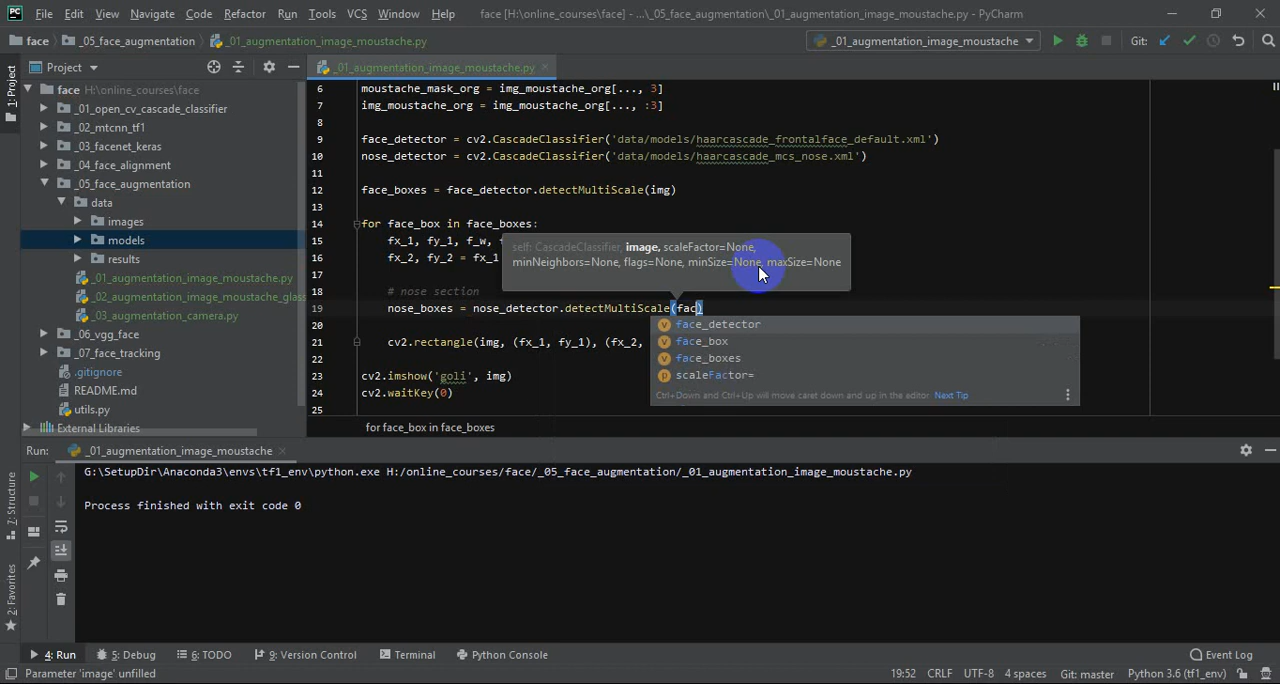 PC File Edit View Navigate Code Refactor Run Tools VCS Window Help face [H:\online_courses\face] - ...\_05_face_augmentation\_01_augmentation_image_moustache.py - PyCharm
face _05_face_augmentation _01_augmentation_image_moustache.py _01_augmentation_image_moustache Git:
1: Project
Project
_01_augmentation_image_moustache.py
face H:\online_courses\face
_01_open_cv_cascade_classifier
_02_mtcnn_tf1
_03_facenet_keras
_04_face_alignment
_05_face_augmentation
data
images
models
results
_01_augmentation_image_moustache.py
_02_augmentation_image_moustache_glass
_03_augmentation_camera.py
_06_vgg_face
_07_face_tracking
.gitignore
README.md
utils.py
External Libraries
6 moustache_mask_org = img_moustache_org[..., 3]
7 img_moustache_org = img_moustache_org[..., :3]
8
9 face_detector = cv2.CascadeClassifier('data/models/haarcascade_frontalface_default.xml')
10 nose_detector = cv2.CascadeClassifier('data/models/haarcascade_mcs_nose.xml')
11
12 face_boxes = face_detector.detectMultiScale(img)
13
14 for face_box in face_boxes:
15 fx_1, fy_1, f_w, f
16 fx_2, fy_2 = fx_1
17
18 # nose section
19 nose_boxes = nose_detector.detectMultiScale(fac)
20
21 cv2.rectangle(img, (fx_1, fy_1), (fx_2,
22
23 cv2.imshow('goli', img)
24 cv2.waitKey(0)
25
self: CascadeClassifier, image, scaleFactor=None,
minNeighbors=None, flags=None, minSize=None, maxSize=None
v face_detector
v face_box
v face_boxes
p scaleFactor=
Ctrl+Down and Ctrl+Up will move caret down and up in the editor Next Tip
for face_box in face_boxes
Run: _01_augmentation_image_moustache
G:\SetupDir\Anaconda3\envs\tf1_env\python.exe H:/online_courses/face/_05_face_augmentation/_01_augmentation_image_moustache.py
Process finished with exit code 0
Z: Structure
2: Favorites
4: Run 5: Debug 6: TODO 9: Version Control Terminal Python Console Event Log
Parameter 'image' unfilled 19:52 CRLF UTF-8 4 spaces Git: master Python 3.6 (tf1_env)